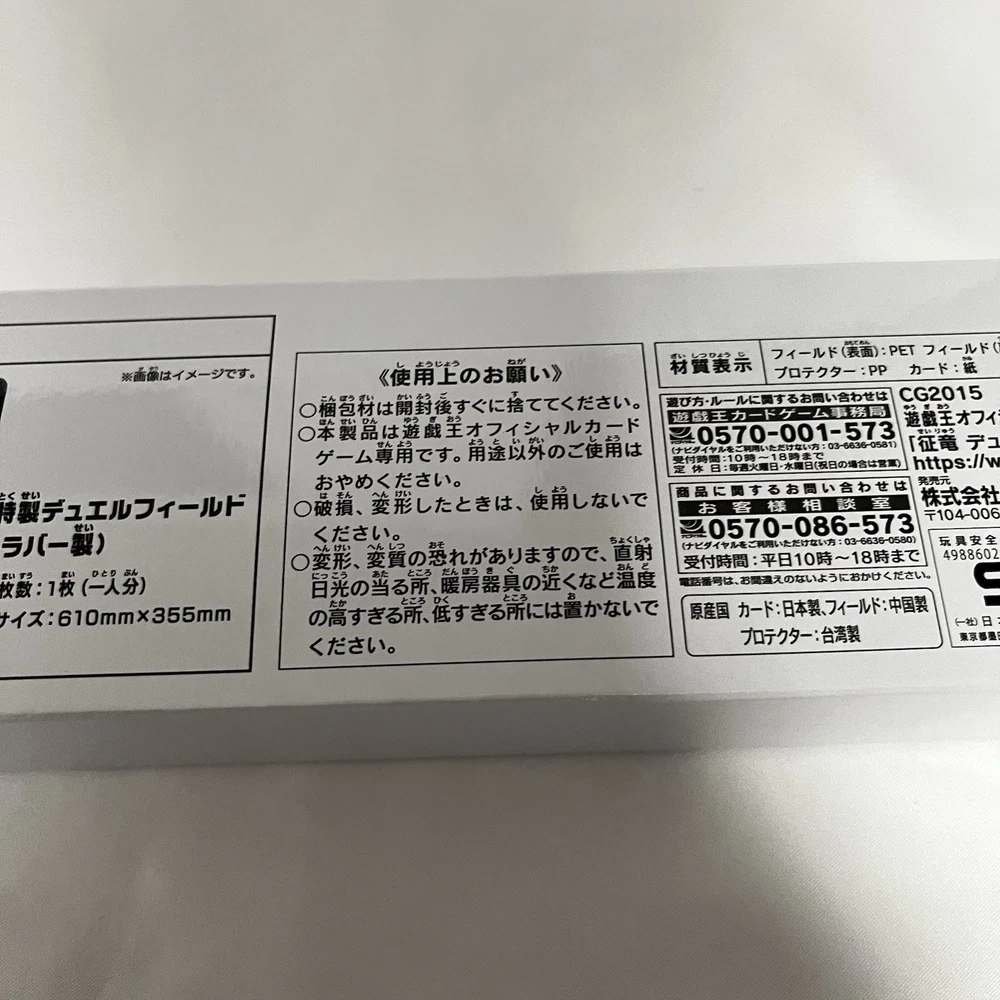 ※画像はイメージです。
特製デュエルフィールド
ラバー製）
枚数：1枚（一人分）
サイズ：610mm×355mm
《使用上のお願い》
○梱包材は開封後すぐに捨ててください。
○本製品は遊戯王オフィシャルカード
ゲーム専用です。用途以外のご使用は
おやめください。
○破損、変形したときは、使用しないで
ください。
○変形、変質の恐れがありますので、直射
日光の当る所、暖房器具の近くなど温度
の高すぎる所、低すぎる所には置かないで
ください。
材質表示
フィールド（表面）：PET フィールド（
プロテクター：PP カード：紙
遊び方・ルールに関するお問い合わせは
遊戯王カードゲーム事務局
0570-001-573
（ナビダイヤルをご利用いただけない方：03-6636-0581）
受付時間：10時〜18時まで
定休日：毎週火曜日・水曜日（祝日の場合は営業）
商品に関するお問い合わせは
お客様相談室
0570-086-573
（ナビダイヤルをご利用いただけない方：03-6636-0580）
受付時間：平日10時〜18時まで
電話番号は、お間違えのないようにおかけください。
原産国 カード：日本製、フィールド：中国製
プロテクター：台湾製
CG2015
遊戯王オフィ
「征竜 デュ
https://w
発売元
株式会社
〒104-006
玩具安全
4988602
（一社）日
東京都墨